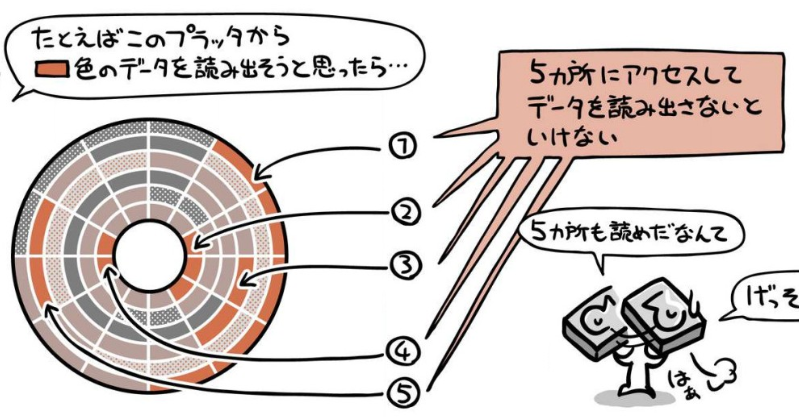 たとえばこのプラッタから
色のデータを読み出そうと思ったら…
5カ所にアクセスして
データを読み出さないと
いけない
①
②
③
④
⑤
5カ所も読めだなんて
げっそ
はぁ